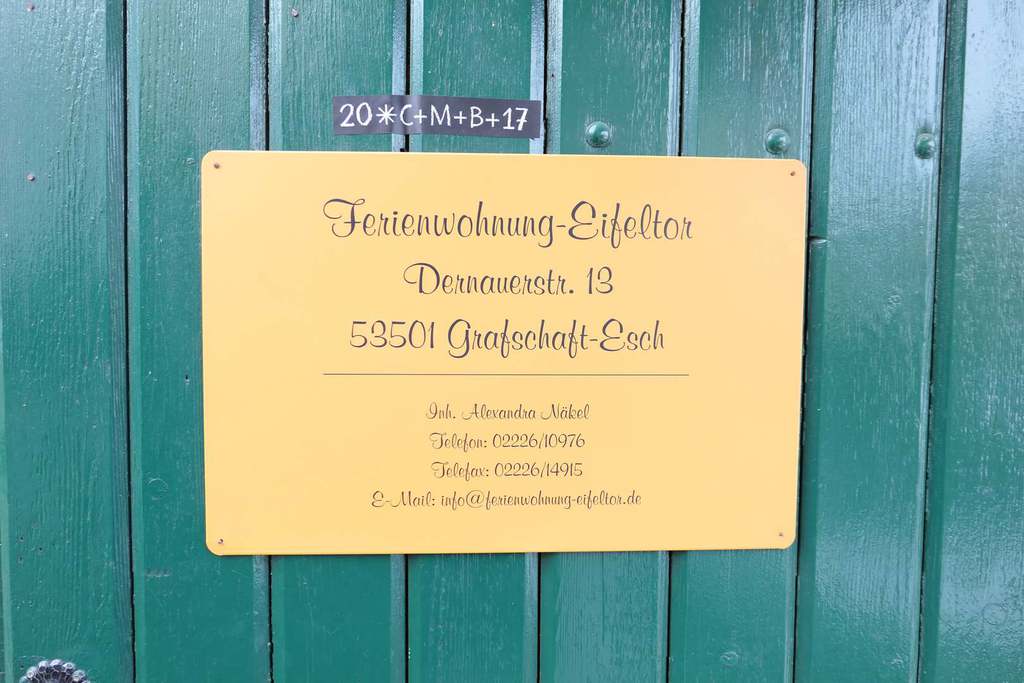 20*C+M+B+17
Ferienwohnung-Eifeltor
Dernauerstr. 13
53501 Grafschaft-Esch
Inh. Alexandra Näkel
Telefon: 02226/10976
Telefax: 02226/14915
E-Mail: info@ferienwohnung-eifeltor.de